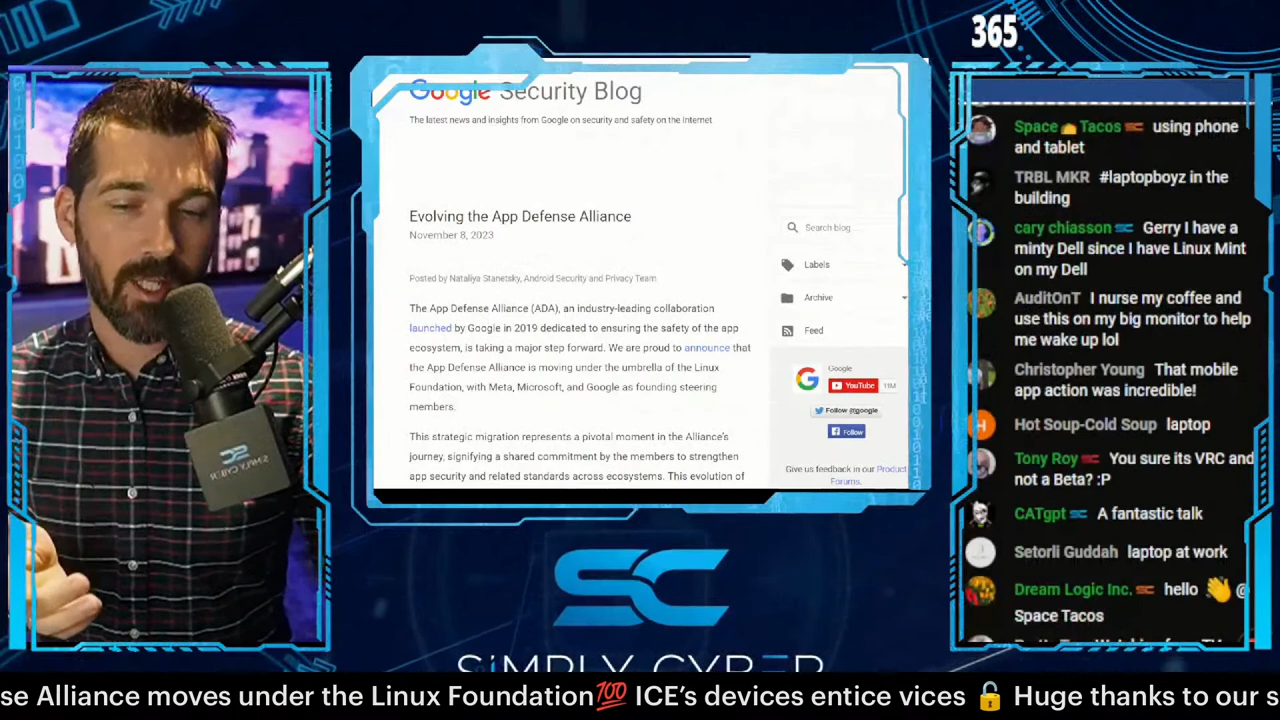 365
Google Security Blog
The latest news and insights from Google on security and safety on the Internet
Evolving the App Defense Alliance
November 8, 2023
Posted by Nataliya Stanetsky, Android Security and Privacy Team
The App Defense Alliance (ADA), an industry-leading collaboration
launched by Google in 2019 dedicated to ensuring the safety of the app
ecosystem, is taking a major step forward. We are proud to announce that
the App Defense Alliance is moving under the umbrella of the Linux
Foundation, with Meta, Microsoft, and Google as founding steering
members.
This strategic migration represents a pivotal moment in the Alliance's
journey, signifying a shared commitment by the members to strengthen
app security and related standards across ecosystems. This evolution of
Search blog ...
Labels
Archive
Feed
Google
YouTube 11M
Follow @google
Follow
Give us feedback in our Product
Forums.
Space Tacos using phone
and tablet
TRBL MKR #laptopboyz in the
building
cary chiasson Gerry I have a
minty Dell since I have Linux Mint
on my Dell
AuditOnT I nurse my coffee and
use this on my big monitor to help
me wake up lol
Christopher Young That mobile
app action was incredible!
H Hot Soup-Cold Soup laptop
Tony Roy You sure its VRC and
not a Beta? :P
CATgpt A fantastic talk
Setorli Guddah laptop at work
Dream Logic Inc. hello 👋 @
Space Tacos
SC
SIMPLY CYBER
SC
SIMPLY CYBER
se Alliance moves under the Linux Foundation💯 ICE's devices entice vices 🔓 Huge thanks to our s